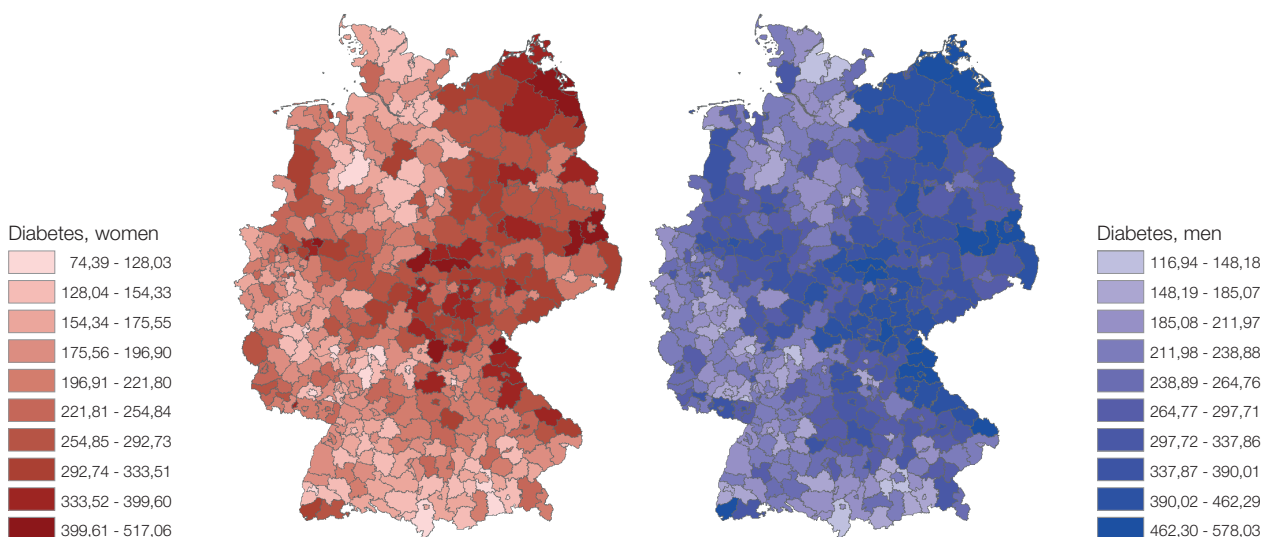 Diabetes, women
74,39 - 128,03
128,04 - 154,33
154,34 - 175,55
175,56 - 196,90
196,91 - 221,80
221,81 - 254,84
254,85 - 292,73
292,74 - 333,51
333,52 - 399,60
399,61 - 517,06
Diabetes, men
116,94 - 148,18
148,19 - 185,07
185,08 - 211,97
211,98 - 238,88
238,89 - 264,76
264,77 - 297,71
297,72 - 337,86
337,87 - 390,01
390,02 - 462,29
462,30 - 578,03